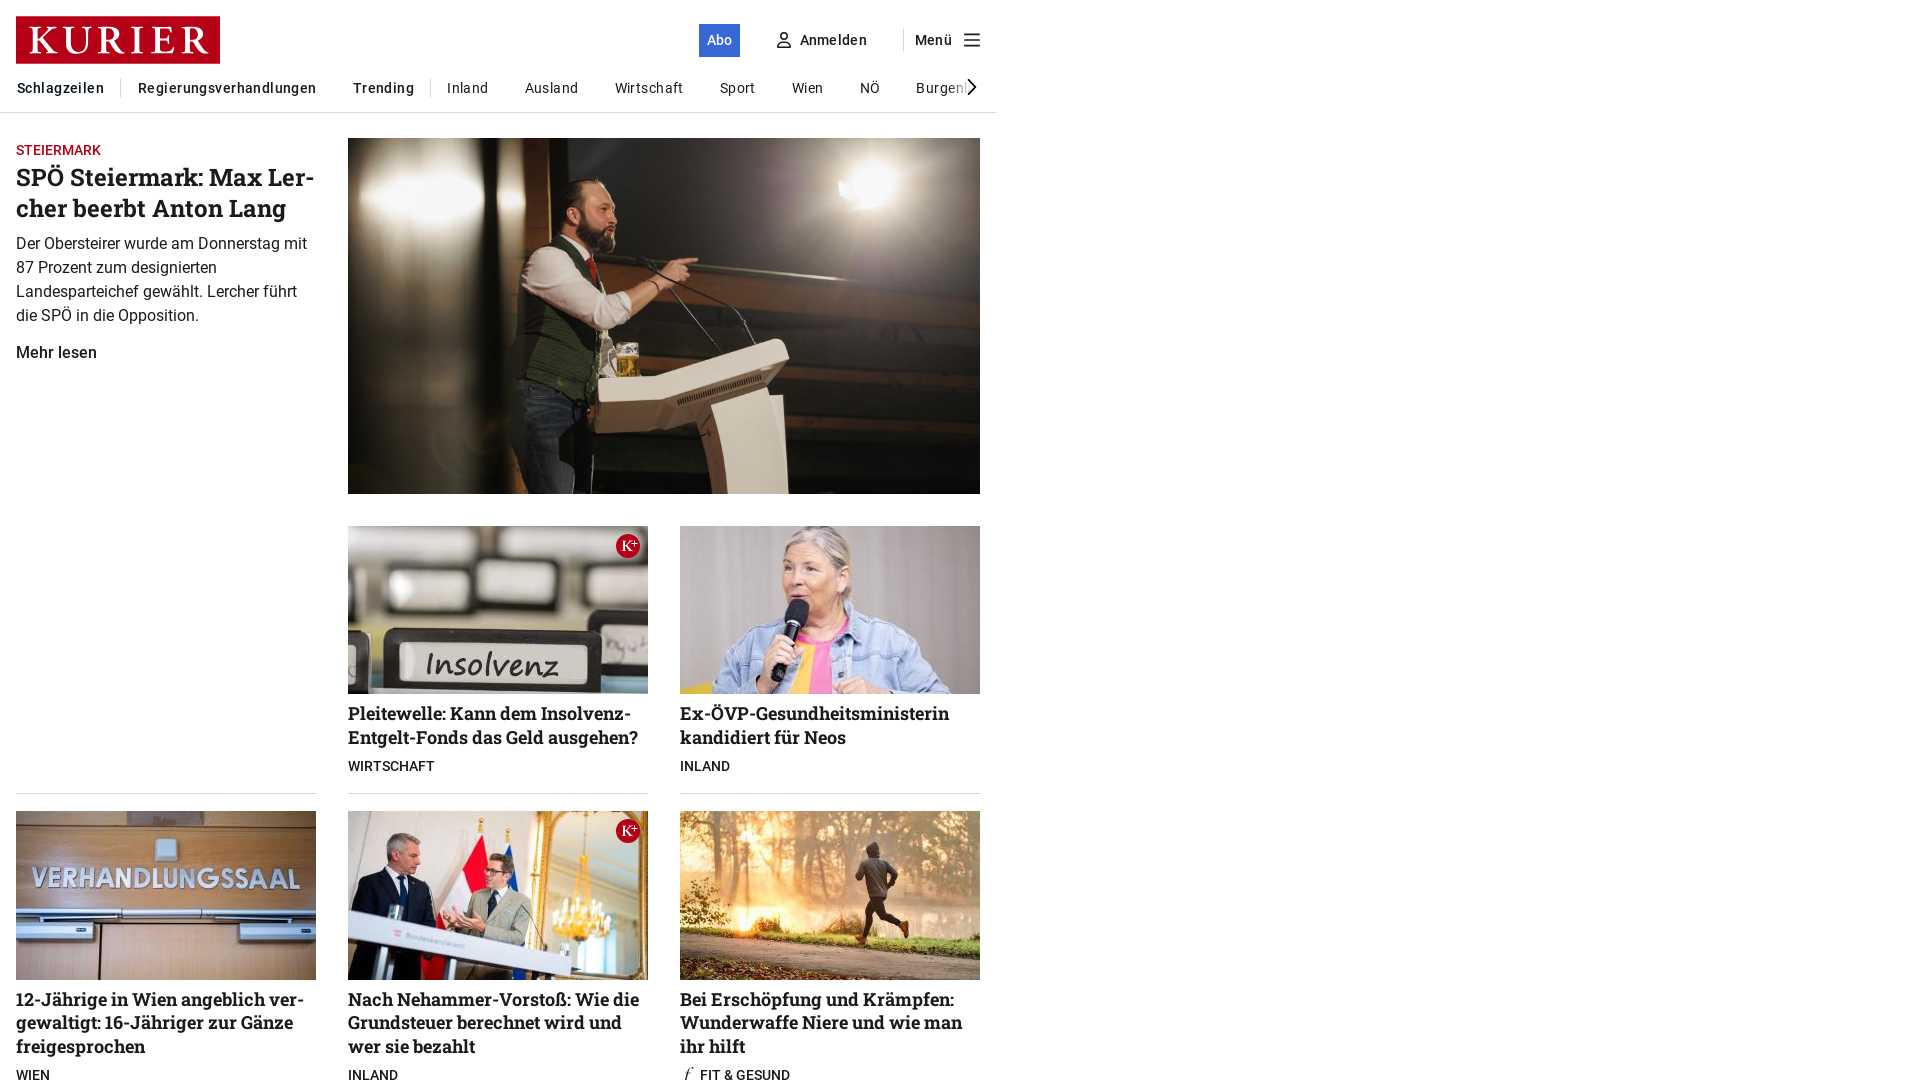 KURIER
Abo
Anmelden
Menü
Schlagzeilen
Regierungsverhandlungen
Trending
Inland
Ausland
Wirtschaft
Sport
Wien
NÖ
STEIERMARK
SPÖ Steiermark: Max Ler-
cher beerbt Anton Lang
Der Obersteirer wurde am Donnerstag mit
87 Prozent zum designierten
Landesparteichef gewählt. Lercher führt
die SPÖ in die Opposition.
Mehr lesen
K+
Insolvenz
Pleitewelle: Kann dem Insolvenz-
Entgelt-Fonds das Geld ausgehen?
WIRTSCHAFT
Ex-ÖVP-Gesundheitsministerin
kandidiert für Neos
INLAND
VERHANDLUNGSSAAL
12-Jährige in Wien angeblich ver-
gewaltigt: 16-Jähriger zur Gänze
freigesprochen
WIEN
K+
Bundeskanzleramt
Nach Nehammer-Vorstoß: Wie die
Grundsteuer berechnet wird und
wer sie bezahlt
INLAND
Bei Erschöpfung und Krämpfen:
Wunderwaffe Niere und wie man
ihr hilft
f FIT & GESUND